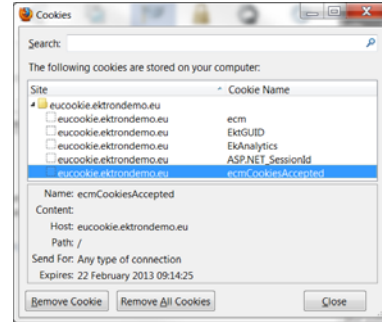 Cookies
Search:
The following cookies are stored on your computer:
Site Cookie Name
eucookie.ektrondemo.eu
eucookie.ektrondemo.eu ecm
eucookie.ektrondemo.eu EktGUID
eucookie.ektrondemo.eu EkAnalytics
eucookie.ektrondemo.eu ASP.NET_SessionId
eucookie.ektrondemo.eu ecmCookiesAccepted
Name: ecmCookiesAccepted
Content:
Host: eucookie.ektrondemo.eu
Path: /
Send For: Any type of connection
Expires: 22 February 2013 09:14:25
Remove Cookie Remove All Cookies Close